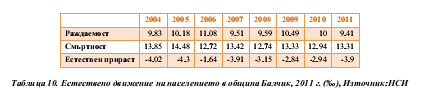 2004 2005 2006 2007 2008 2009 2010 2011
Раждаемост 9.83 10.18 11.08 9.51 9.59 10.49 10 9.41
Смъртност 13.85 14.48 12.72 13.42 12.74 13.33 12.94 13.31
Естествен прираст -4.02 -4.3 -1.64 -3.91 -3.15 -2.84 -2.94 -3.9
Таблица 10. Естествено движение на населението в община Балчик, 2011 г. (‰), Източник:НСИ